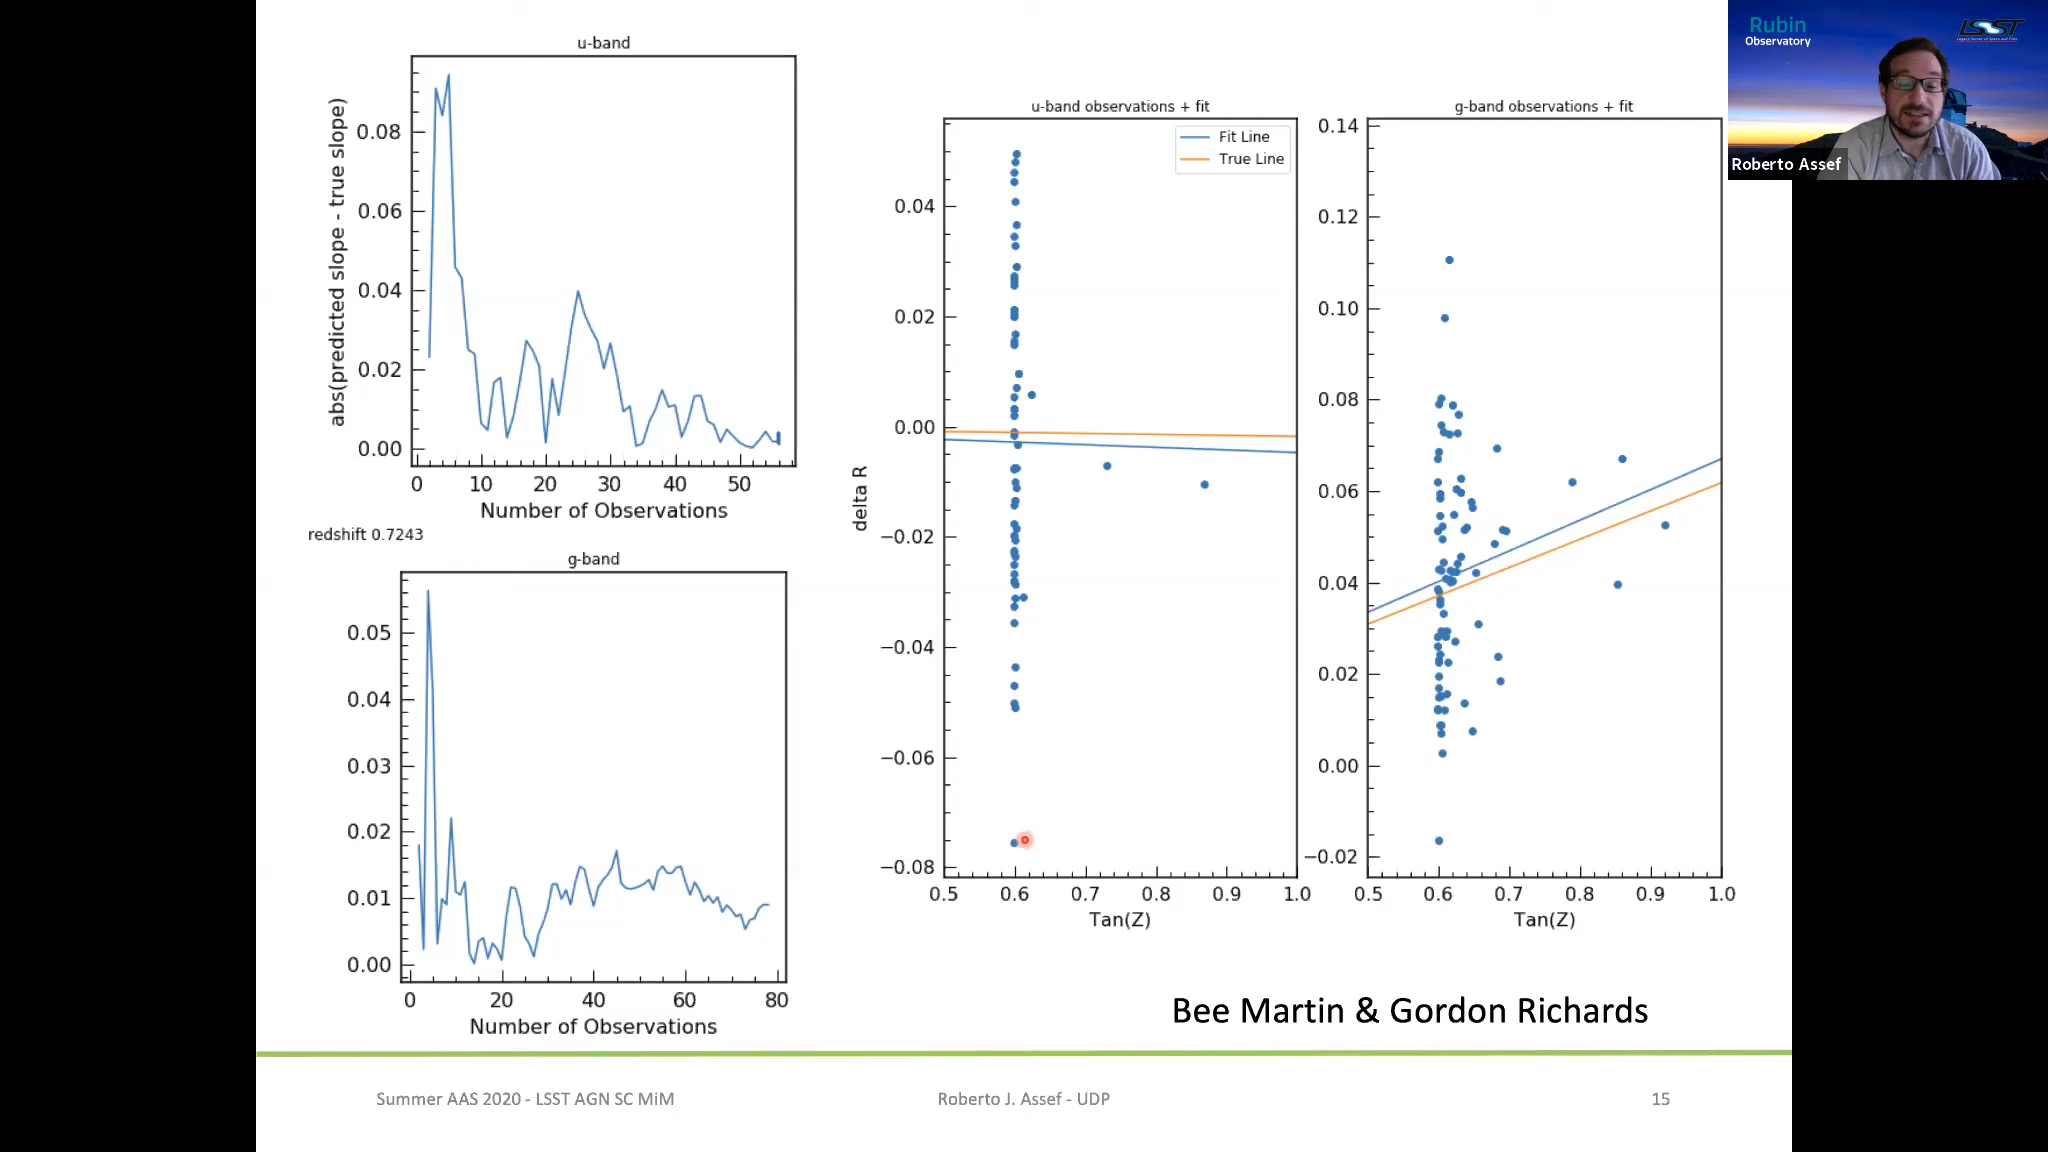 u-band
abs(predicted slope - true slope)
0.08
0.06
0.04
0.02
0.00
0 10 20 30 40 50
Number of Observations
redshift 0.7243
g-band
0.05
0.04
0.03
0.02
0.01
0.00
0 20 40 60 80
Number of Observations
u-band observations + fit
Fit Line
True Line
delta R
0.04
0.02
0.00
−0.02
−0.04
−0.06
−0.08
0.5 0.6 0.7 0.8 0.9 1.0
Tan(Z)
g-band observations + fit
0.14
0.12
0.10
0.08
0.06
0.04
0.02
0.00
−0.02
0.5 0.6 0.7 0.8 0.9 1.0
Tan(Z)
Bee Martin & Gordon Richards
Summer AAS 2020 - LSST AGN SC MiM
Roberto J. Assef - UDP
15
Rubin
Observatory
LSST
Roberto Assef